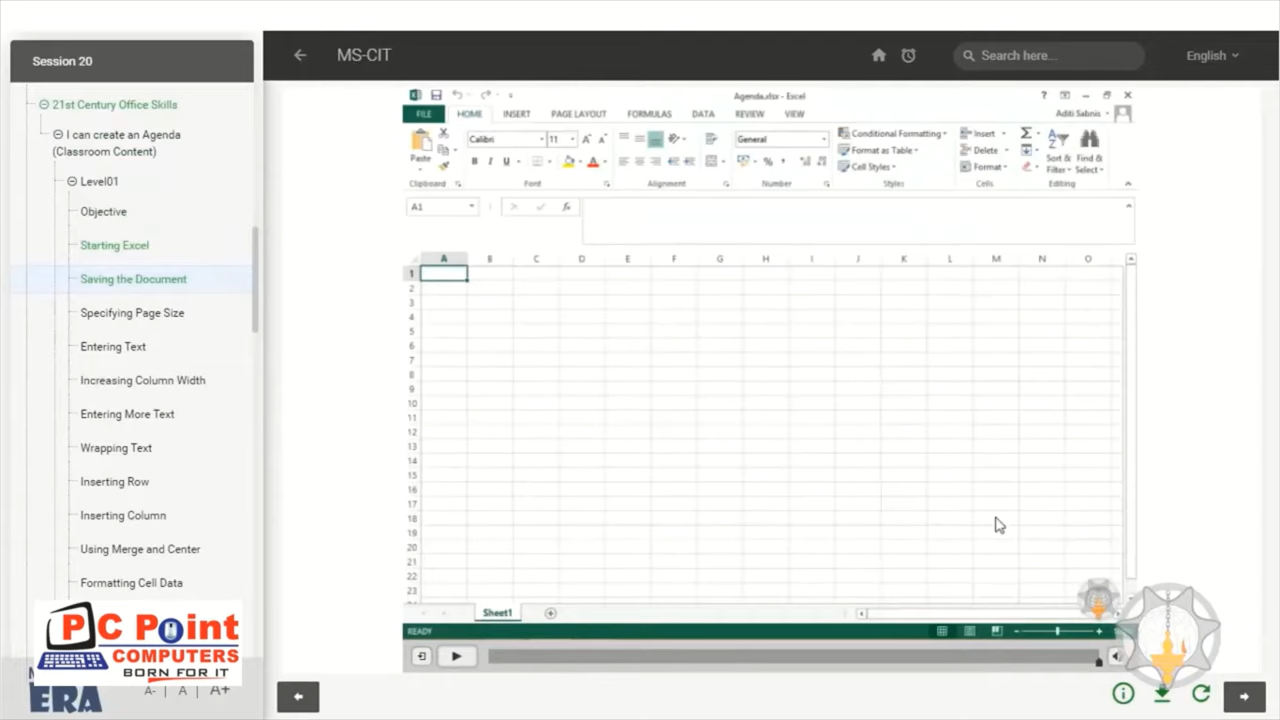 Session 20
MS-CIT
Search here...
English
21st Century Office Skills
I can create an Agenda
(Classroom Content)
Level01
Objective
Starting Excel
Saving the Document
Specifying Page Size
Entering Text
Increasing Column Width
Entering More Text
Wrapping Text
Inserting Row
Inserting Column
Using Merge and Center
Formatting Cell Data
PC Point
COMPUTERS
BORN FOR IT
ERA
A- | A | A+
Agenda.xlsx - Excel
FILE HOME INSERT PAGE LAYOUT FORMULAS DATA REVIEW VIEW
Aditi Sabnis
Calibri 11 General
Paste
B I U
Conditional Formatting
Format as Table
Cell Styles
Insert
Delete
Format
Sort & Filter
Find & Select
Clipboard Font Alignment Number Styles Cells Editing
A1 fx
A B C D E F G H I J K L M N O
1
2
3
4
5
6
7
8
9
10
11
12
13
14
15
16
17
18
19
20
21
22
23
Sheet1
READY